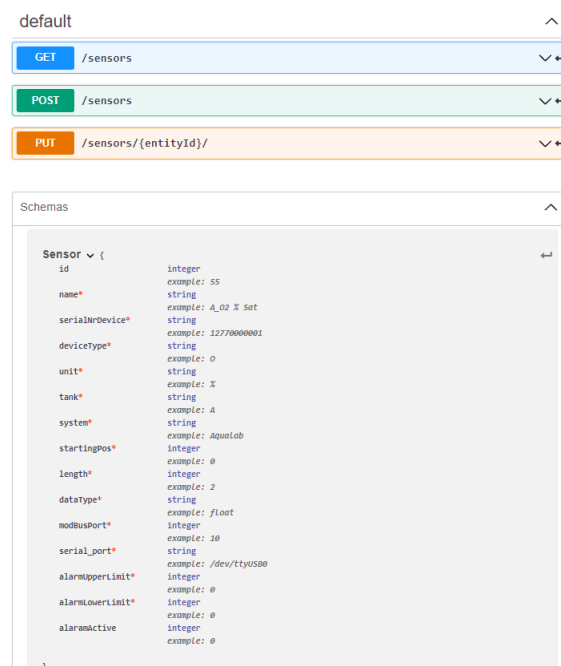 default
GET /sensors
POST /sensors
PUT /sensors/{entityId}/
Schemas
Sensor {
id integer
example: 55
name* string
example: A_O2 % Sat
serialNrDevice* string
example: 12770000001
deviceType* string
example: O
unit* string
example: %
tank* string
example: A
system* string
example: Aqualab
startingPos* integer
example: 0
length* integer
example: 2
dataType* string
example: float
modBusPort* integer
example: 10
serial_port* string
example: /dev/ttyUSB0
alarmUpperLimit* integer
example: 0
alarmLowerLimit* integer
example: 0
alaramActive integer
example: 0
}